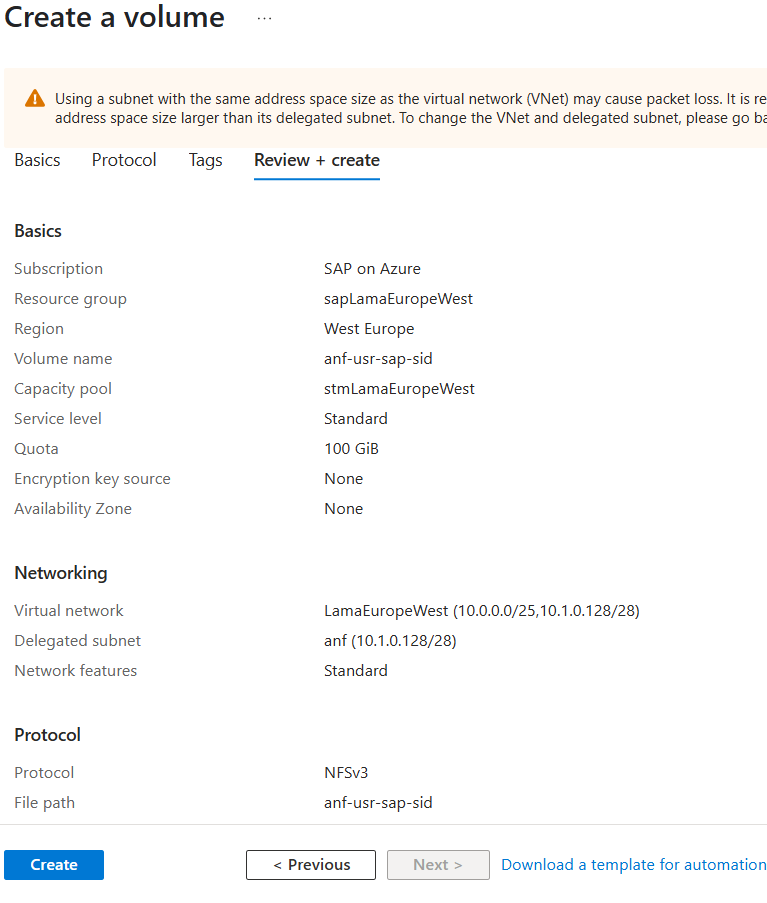 Create a volume ...
Using a subnet with the same address space size as the virtual network (VNet) may cause packet loss. It is re
address space size larger than its delegated subnet. To change the VNet and delegated subnet, please go ba
Basics Protocol Tags Review + create
Basics
Subscription SAP on Azure
Resource group sapLamaEuropeWest
Region West Europe
Volume name anf-usr-sap-sid
Capacity pool stmLamaEuropeWest
Service level Standard
Quota 100 GiB
Encryption key source None
Availability Zone None
Networking
Virtual network LamaEuropeWest (10.0.0.0/25,10.1.0.128/28)
Delegated subnet anf (10.1.0.128/28)
Network features Standard
Protocol
Protocol NFSv3
File path anf-usr-sap-sid
Create < Previous Next > Download a template for automation